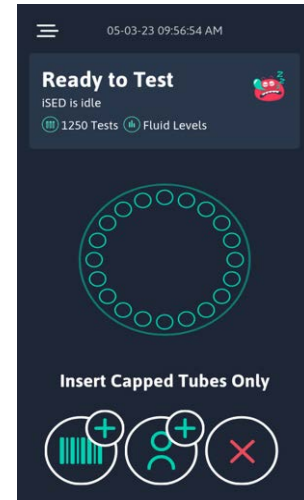 05-03-23 09:56:54 AM
Ready to Test
iSED is idle
1250 Tests Fluid Levels
Insert Capped Tubes Only